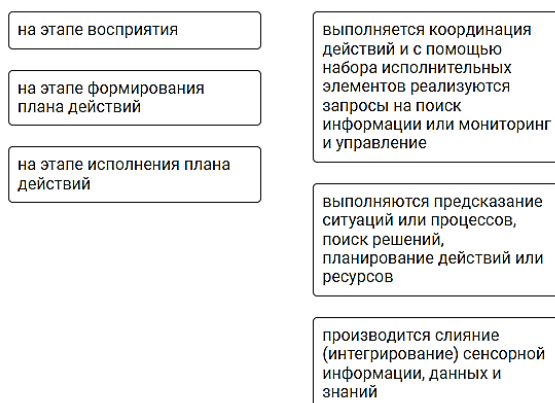 на этапе восприятия
на этапе формирования
плана действий
на этапе исполнения плана
действий
выполняется координация
действий и с помощью
набора исполнительных
элементов реализуются
запросы на поиск
информации или мониторинг
и управление
выполняются предсказание
ситуаций или процессов,
поиск решений,
планирование действий или
ресурсов
производится слияние
(интегрирование) сенсорной
информации, данных и
знаний